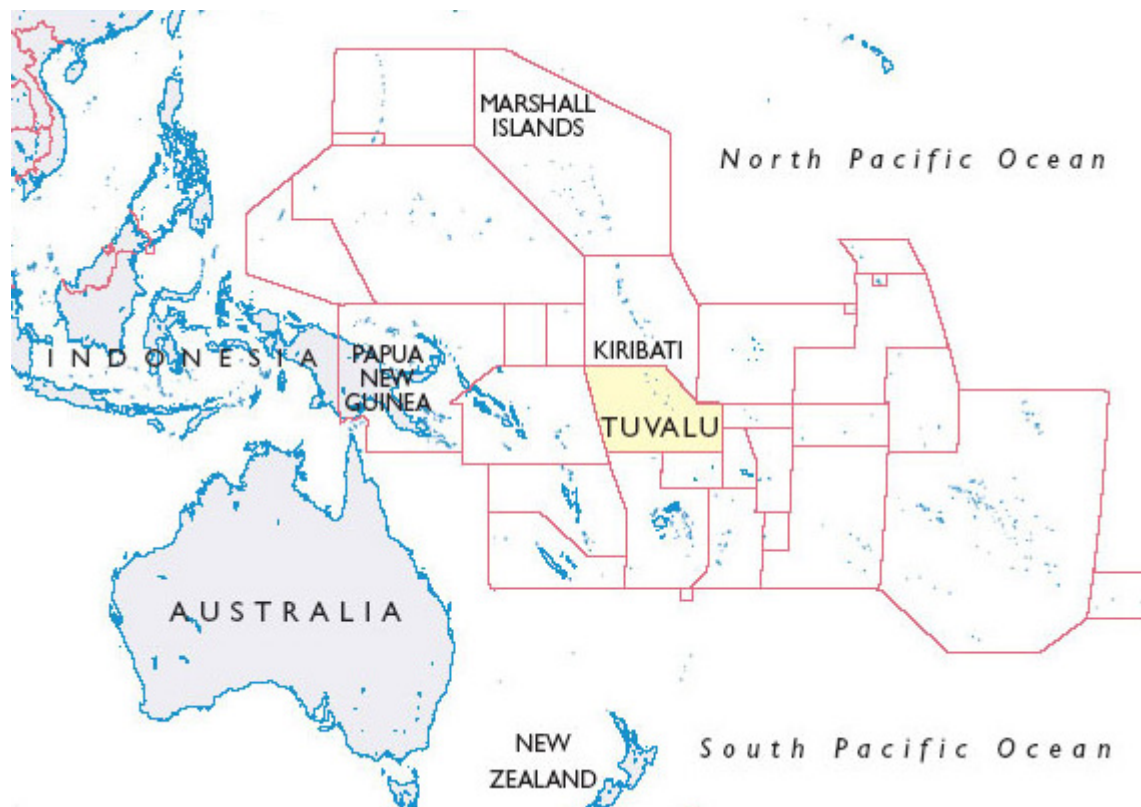 MARSHALL
ISLANDS
North Pacific Ocean
INDONESIA
PAPUA
NEW
GUINEA
KIRIBATI
TUVALU
AUSTRALIA
NEW
ZEALAND
South Pacific Ocean